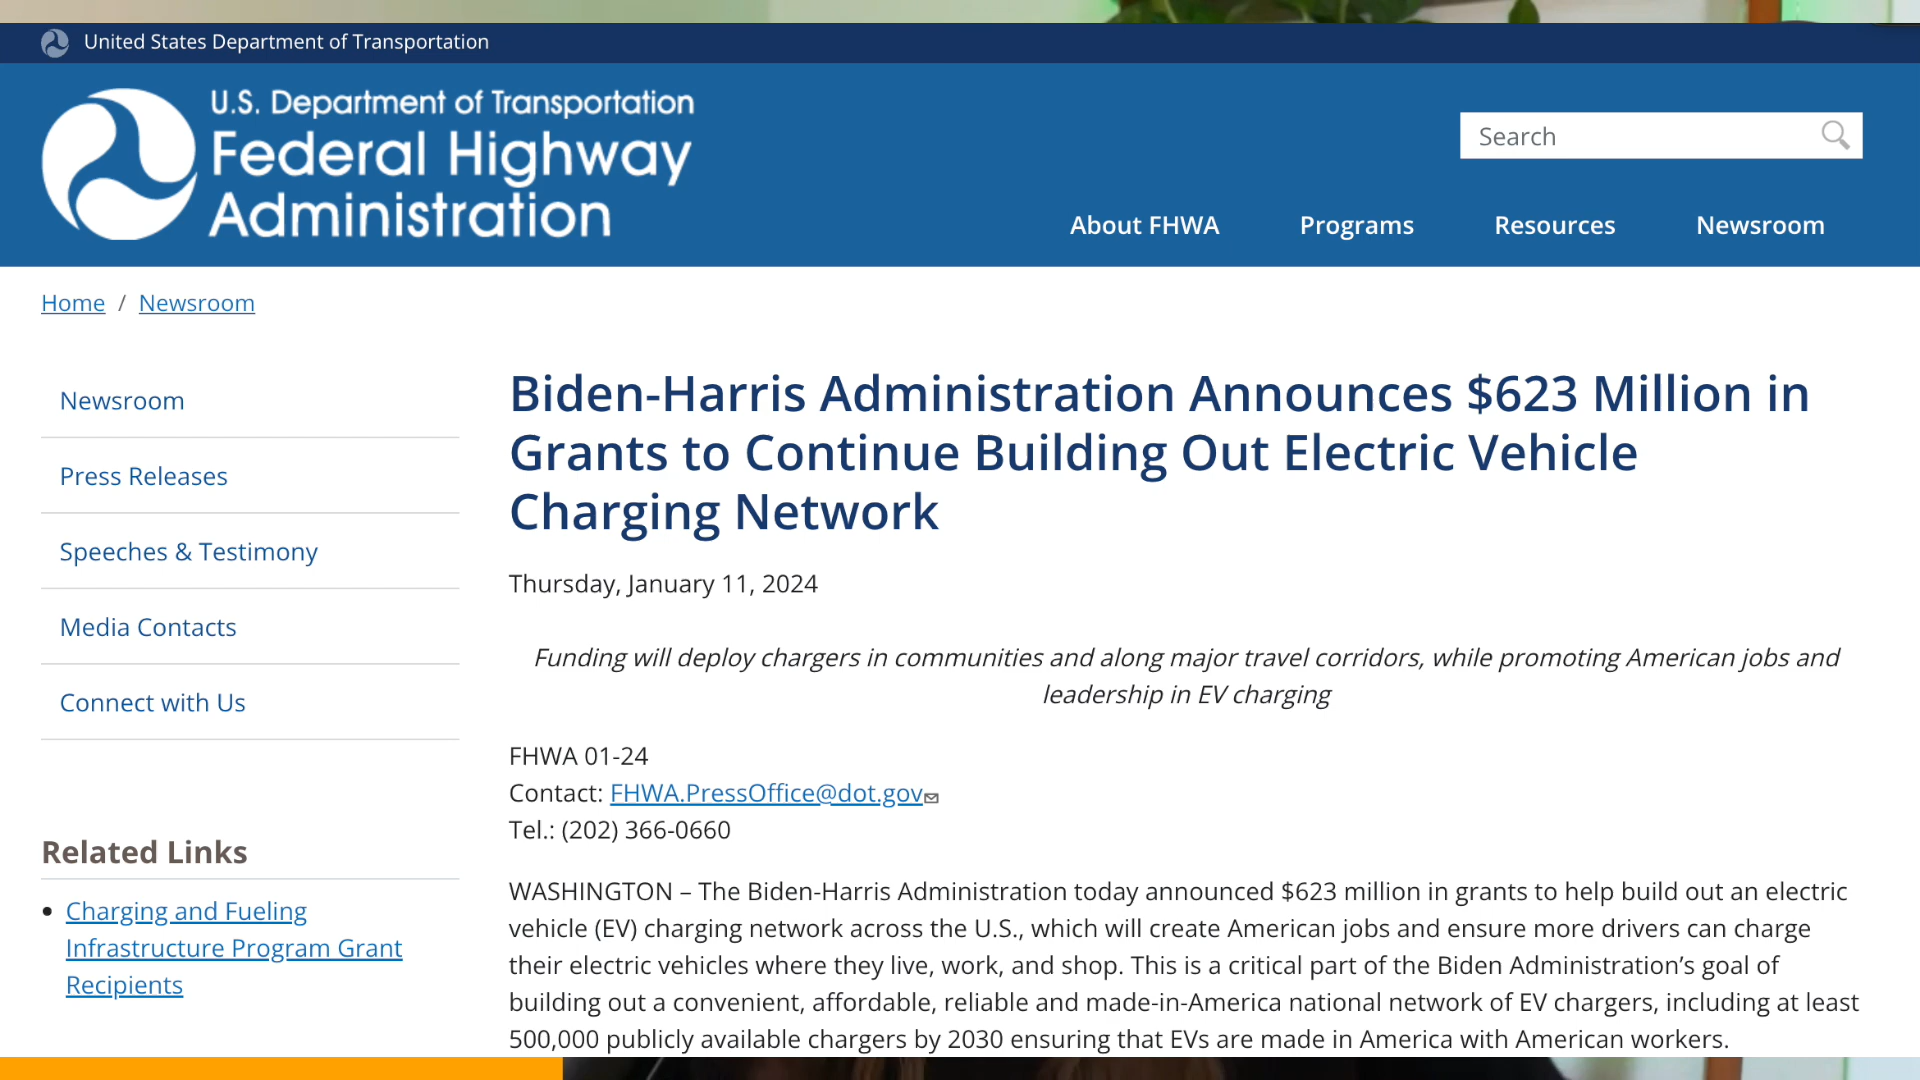 United States Department of Transportation
U.S. Department of Transportation
Federal Highway
Administration
Search
About FHWA
Programs
Resources
Newsroom
Home / Newsroom
Newsroom
Press Releases
Speeches & Testimony
Media Contacts
Connect with Us
Related Links
Charging and Fueling
Infrastructure Program Grant
Recipients
Biden-Harris Administration Announces $623 Million in
Grants to Continue Building Out Electric Vehicle
Charging Network
Thursday, January 11, 2024
Funding will deploy chargers in communities and along major travel corridors, while promoting American jobs and
leadership in EV charging
FHWA 01-24
Contact: FHWA.PressOffice@dot.gov
Tel.: (202) 366-0660
WASHINGTON – The Biden-Harris Administration today announced $623 million in grants to help build out an electric
vehicle (EV) charging network across the U.S., which will create American jobs and ensure more drivers can charge
their electric vehicles where they live, work, and shop. This is a critical part of the Biden Administration’s goal of
building out a convenient, affordable, reliable and made-in-America national network of EV chargers, including at least
500,000 publicly available chargers by 2030 ensuring that EVs are made in America with American workers.